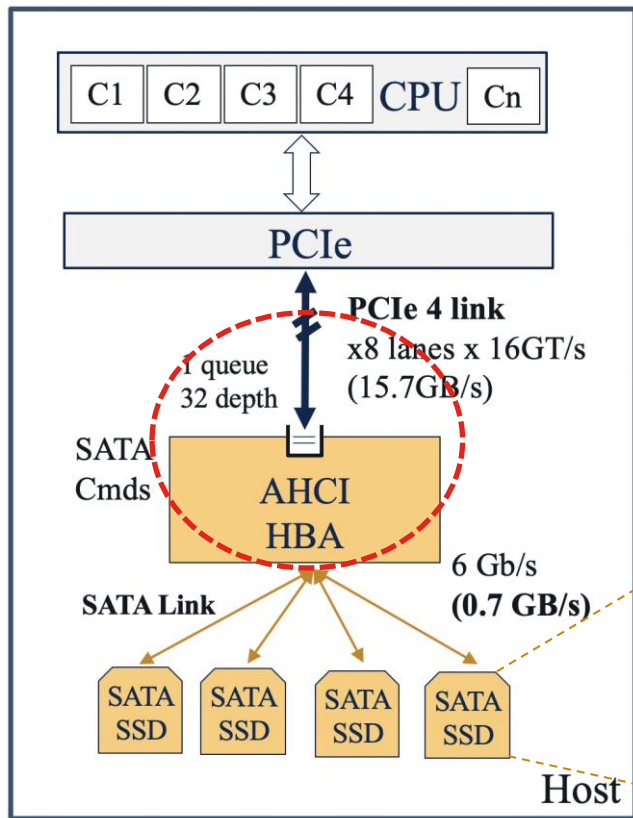 C1 C2 C3 C4 CPU Cn
PCIe
PCIe 4 link
x8 lanes x 16GT/s
(15.7GB/s)
1 queue
32 depth
SATA
Cmds
AHCI
HBA
6 Gb/s
(0.7 GB/s)
SATA Link
SATA
SSD
SATA
SSD
SATA
SSD
SATA
SSD
Host